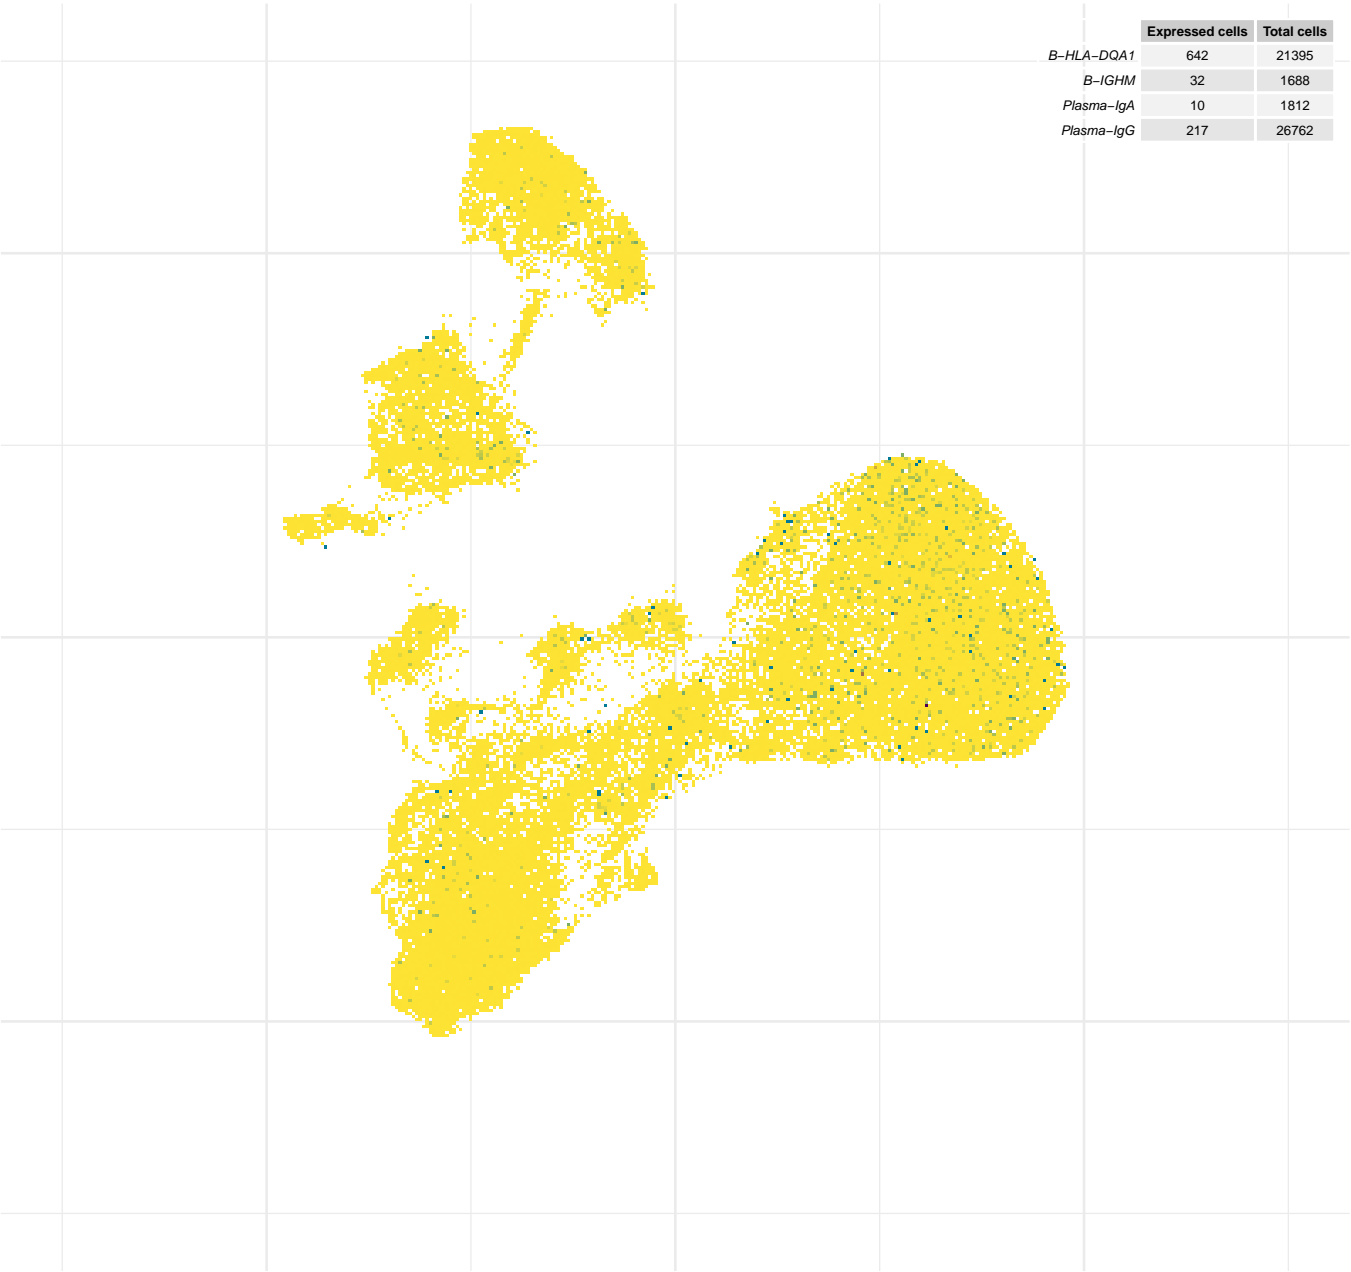 Expressed cells Total cells
B−HLA−DQA1 642 21395
B−IGHM 32 1688
Plasma−IgA 10 1812
Plasma−IgG 217 26762